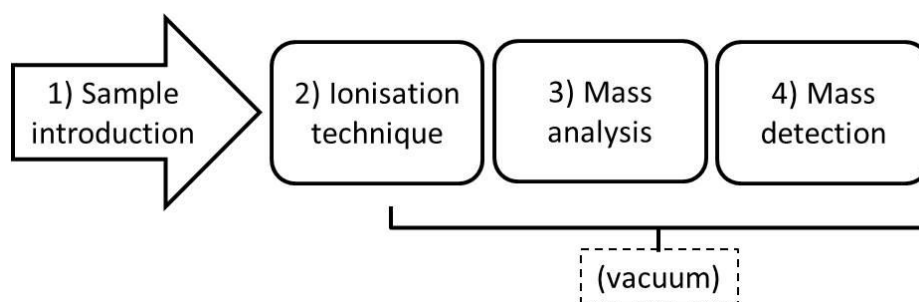 1) Sample
introduction
2) Ionisation
technique
3) Mass
analysis
4) Mass
detection
(vacuum)